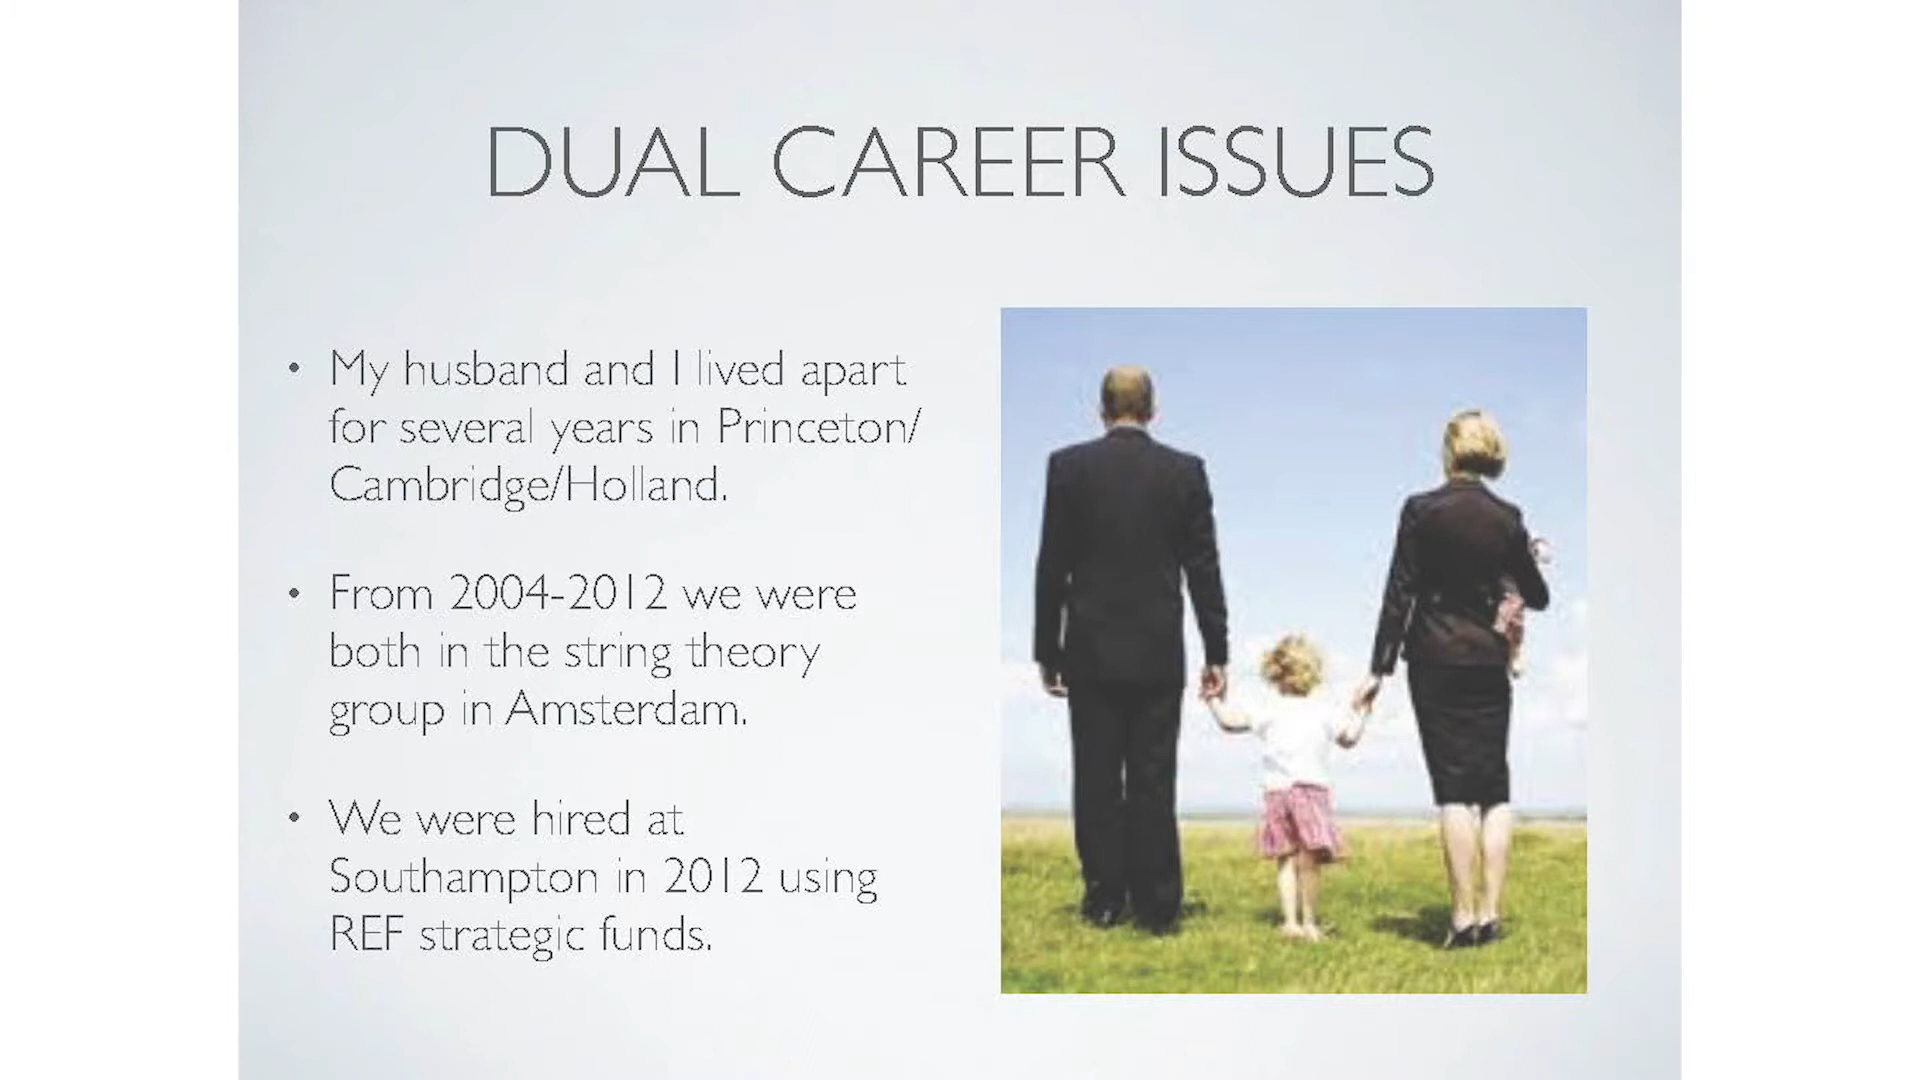 DUAL CAREER ISSUES
• My husband and I lived apart
for several years in Princeton/
Cambridge/Holland.
• From 2004-2012 we were
both in the string theory
group in Amsterdam.
• We were hired at
Southampton in 2012 using
REF strategic funds.